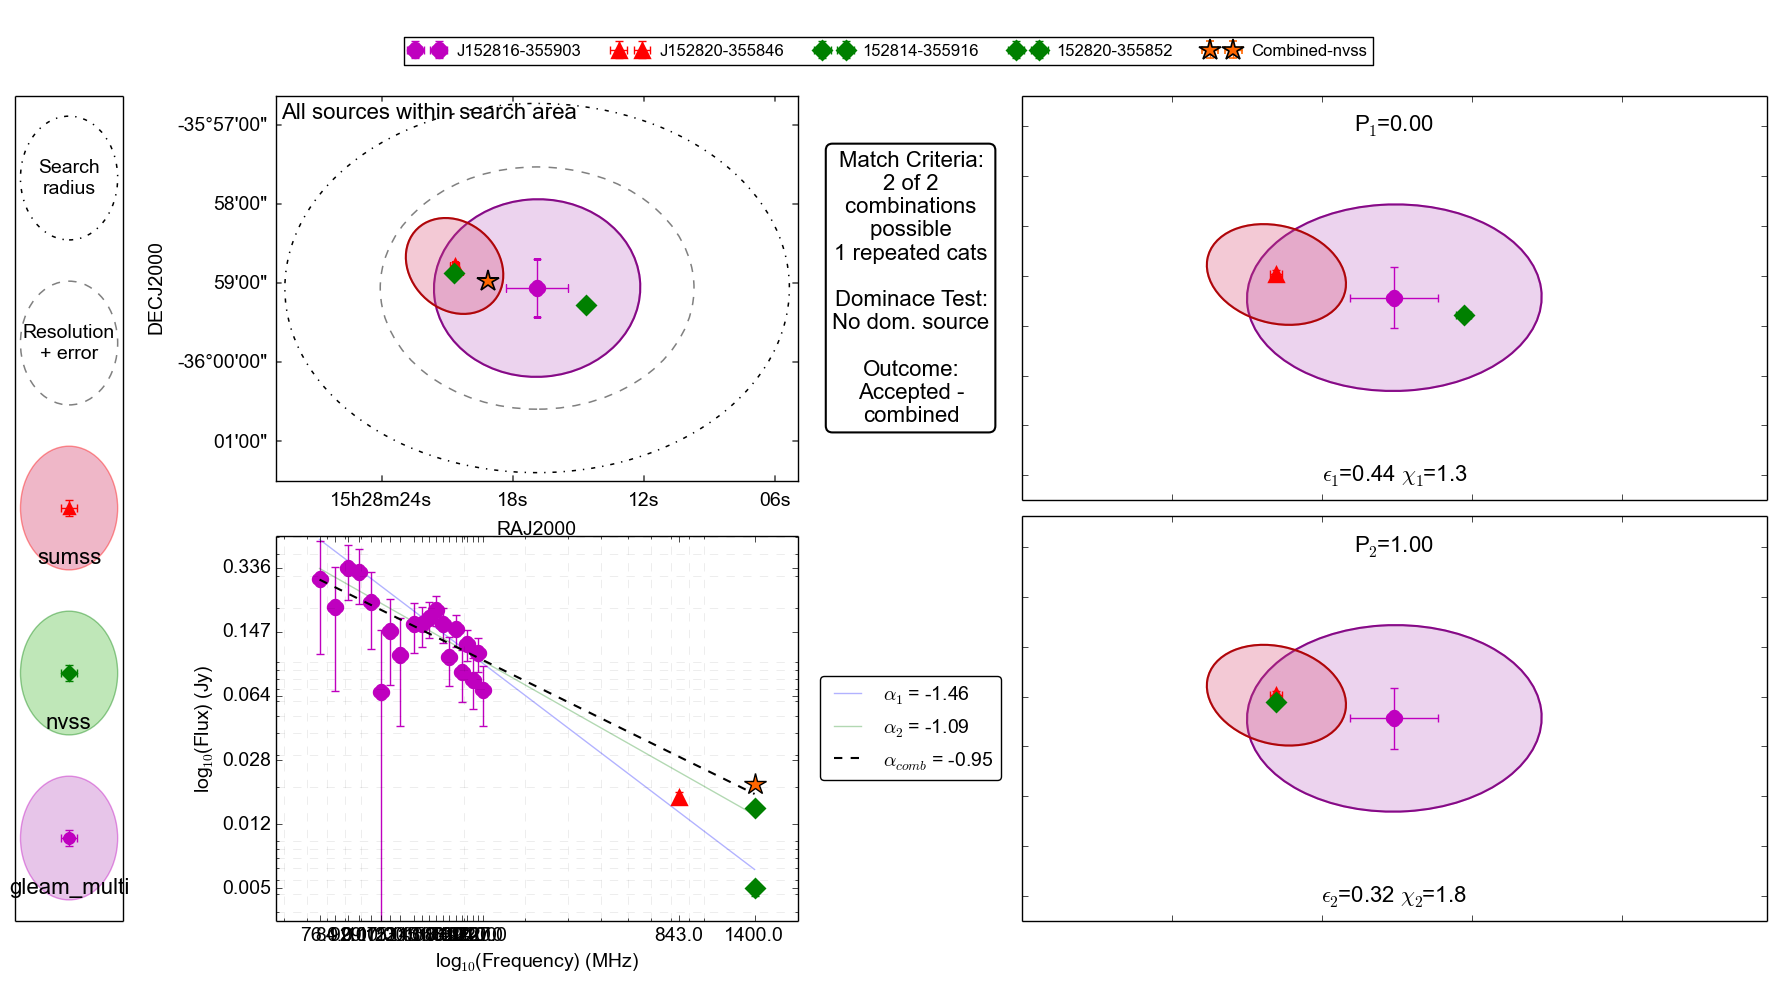 J152816-355903 J152820-355846 152814-355916 152820-355852 Combined-nvss
Search
radius
Resolution
+ error
sumss
nvss
gleam_multi
All sources within search area
DECJ2000
-35°57'00"
58'00"
59'00"
-36°00'00"
01'00"
15h28m24s 18s 12s 06s
RAJ2000
Match Criteria:
2 of 2
combinations
possible
1 repeated cats
Dominace Test:
No dom. source
Outcome:
Accepted -
combined
P1=0.00
ϵ1=0.44 χ1=1.3
P2=1.00
ϵ2=0.32 χ2=1.8
log10(Flux) (Jy)
0.336
0.147
0.064
0.028
0.012
0.005
843.0 1400.0
log10(Frequency) (MHz)
α1 = -1.46
α2 = -1.09
αcomb = -0.95